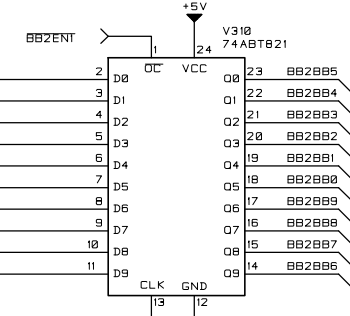 +5V
V310
74ABT821
BB2EN1
1 24
OC VCC
2 D0 Q0 23 BB2BB5
3 D1 Q1 22 BB2BB4
4 D2 Q2 21 BB2BB3
5 D3 Q3 20 BB2BB2
6 D4 Q4 19 BB2BB1
7 D5 Q5 18 BB2BB0
8 D6 Q6 17 BB2BB9
9 D7 Q7 16 BB2BB8
10 D8 Q8 15 BB2BB7
11 D9 Q9 14 BB2BB6
CLK GND
13 12